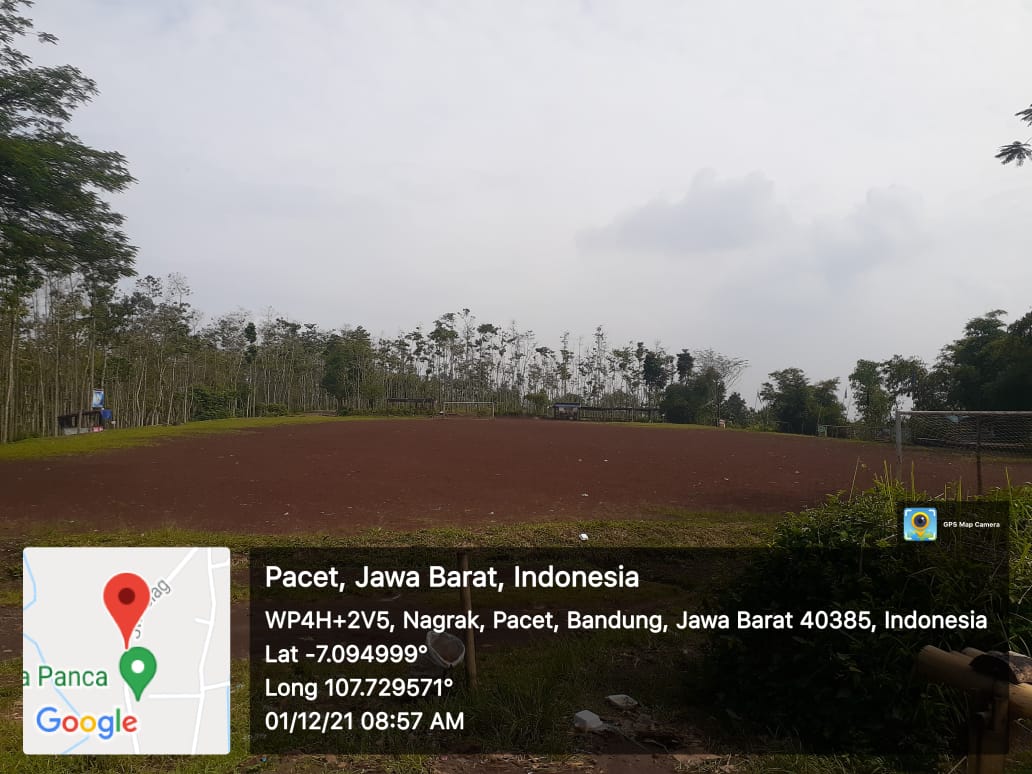 GPS Map Camera
Pacet, Jawa Barat, Indonesia
WP4H+2V5, Nagrak, Pacet, Bandung, Jawa Barat 40385, Indonesia
Lat -7.094999°
Long 107.729571°
01/12/21 08:57 AM
a Panca
Google